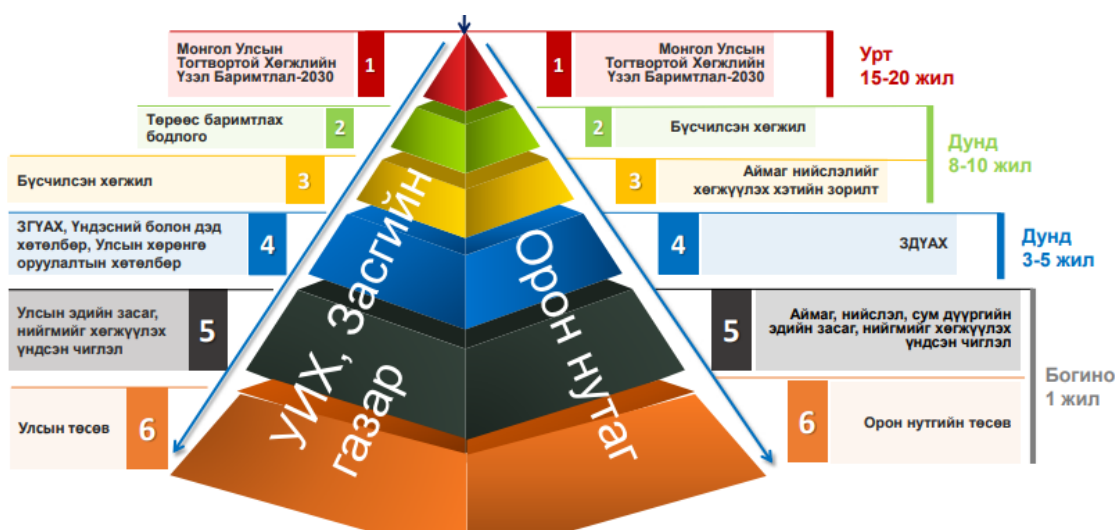 Монгол Улсын
Тогтвортой Хөгжлийн
Үзэл Баримтлал-2030
1
1
Монгол Улсын
Тогтвортой Хөгжлийн
Үзэл Баримтлал-2030
Урт
15-20 жил
Төрөөс баримтлах
бодлого
2
2
Бүсчилсэн хөгжил
Дунд
8-10 жил
Бүсчилсэн хөгжил
3
3
Аймаг нийслэлийг
хөгжүүлэх хэтийн зорилт
ЗГҮАХ, Үндэсний болон дэд
хөтөлбөр, Улсын хөрөнгө
оруулалтын хөтөлбөр
4
4
ЗДҮАХ
Дунд
3-5 жил
Улсын эдийн засаг,
нийгмийг хөгжүүлэх
үндсэн чиглэл
5
5
Аймаг, нийслэл, сум дүүргийн
эдийн засаг, нийгмийг хөгжүүлэх
үндсэн чиглэл
Богино
1 жил
Улсын төсөв
6
6
Орон нутгийн төсөв
УИХ, Засгийн
газар
Орон нутаг